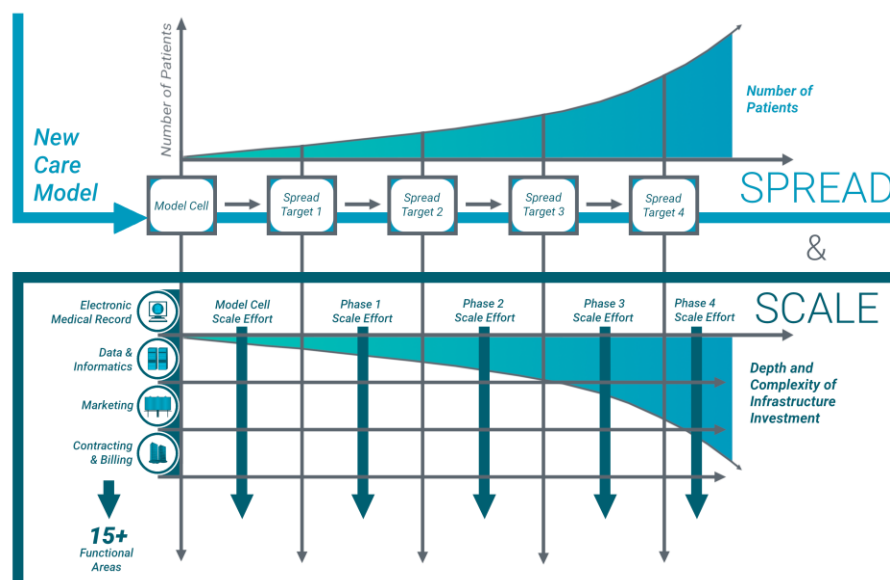 Number of Patients
Number of
Patients
New
Care
Model
Model Cell
Spread
Target 1
Spread
Target 2
Spread
Target 3
Spread
Target 4
SPREAD
&
SCALE
Electronic
Medical Record
Model Cell
Scale Effort
Phase 1
Scale Effort
Phase 2
Scale Effort
Phase 3
Scale Effort
Phase 4
Scale Effort
Data &
Informatics
Marketing
Contracting
& Billing
Depth and
Complexity of
Infrastructure
Investment
15+
Functional
Areas